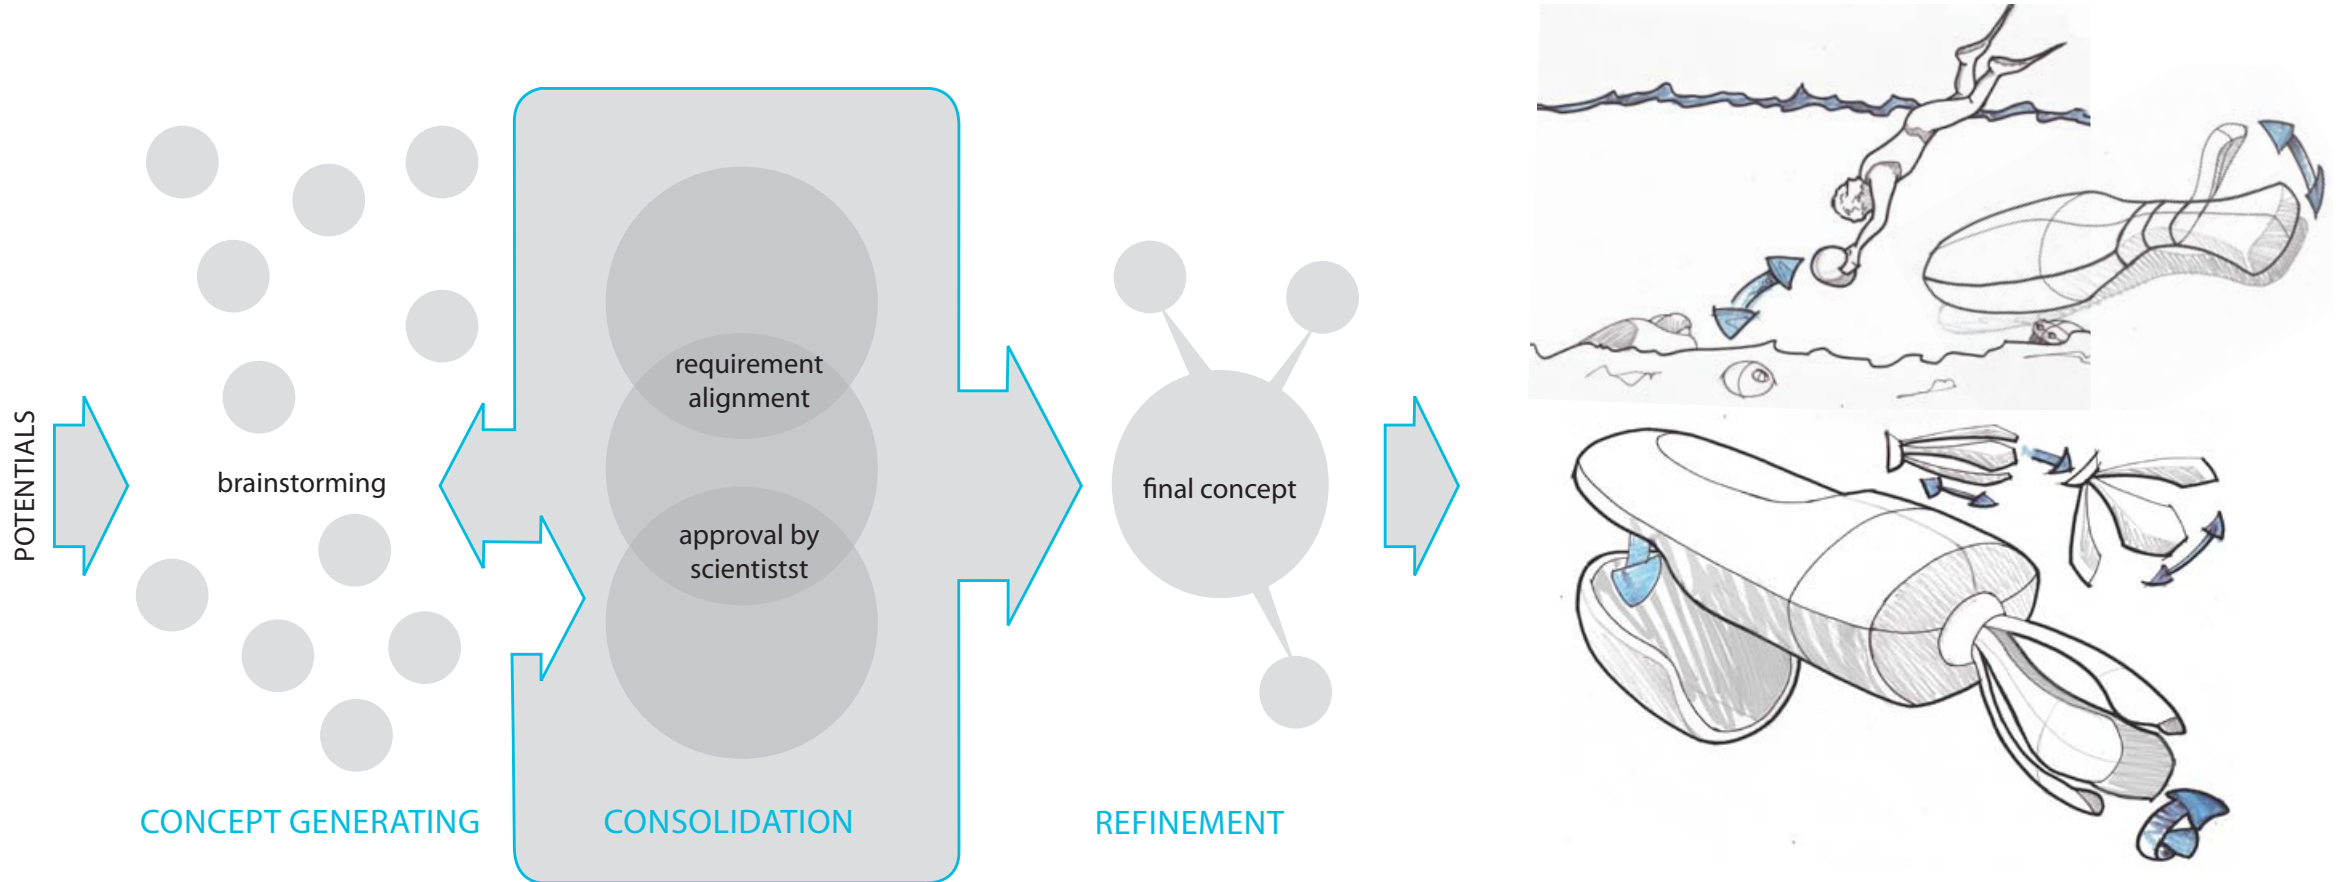 POTENTIALS
brainstorming
requirement
alignment
approval by
scientistst
final concept
CONCEPT GENERATING
CONSOLIDATION
REFINEMENT